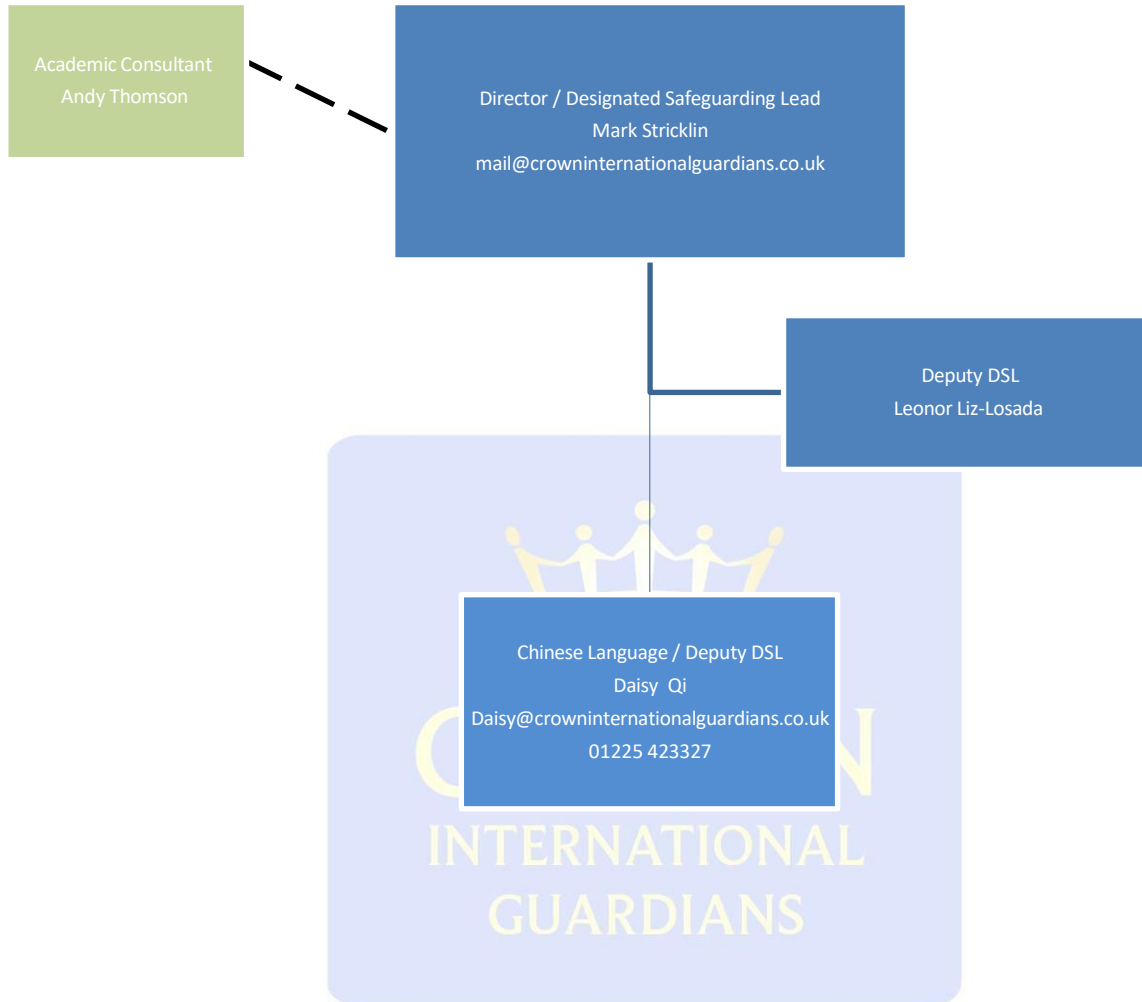 Academic Consultant
Andy Thomson
Director / Designated Safeguarding Lead
Mark Stricklin
mail@crowninternationalguardians.co.uk
Deputy DSL
Leonor Liz-Losada
Chinese Language / Deputy DSL
Daisy Qi
Daisy@crowninternationalguardians.co.uk
01225 423327
INTERNATIONAL
GUARDIANS